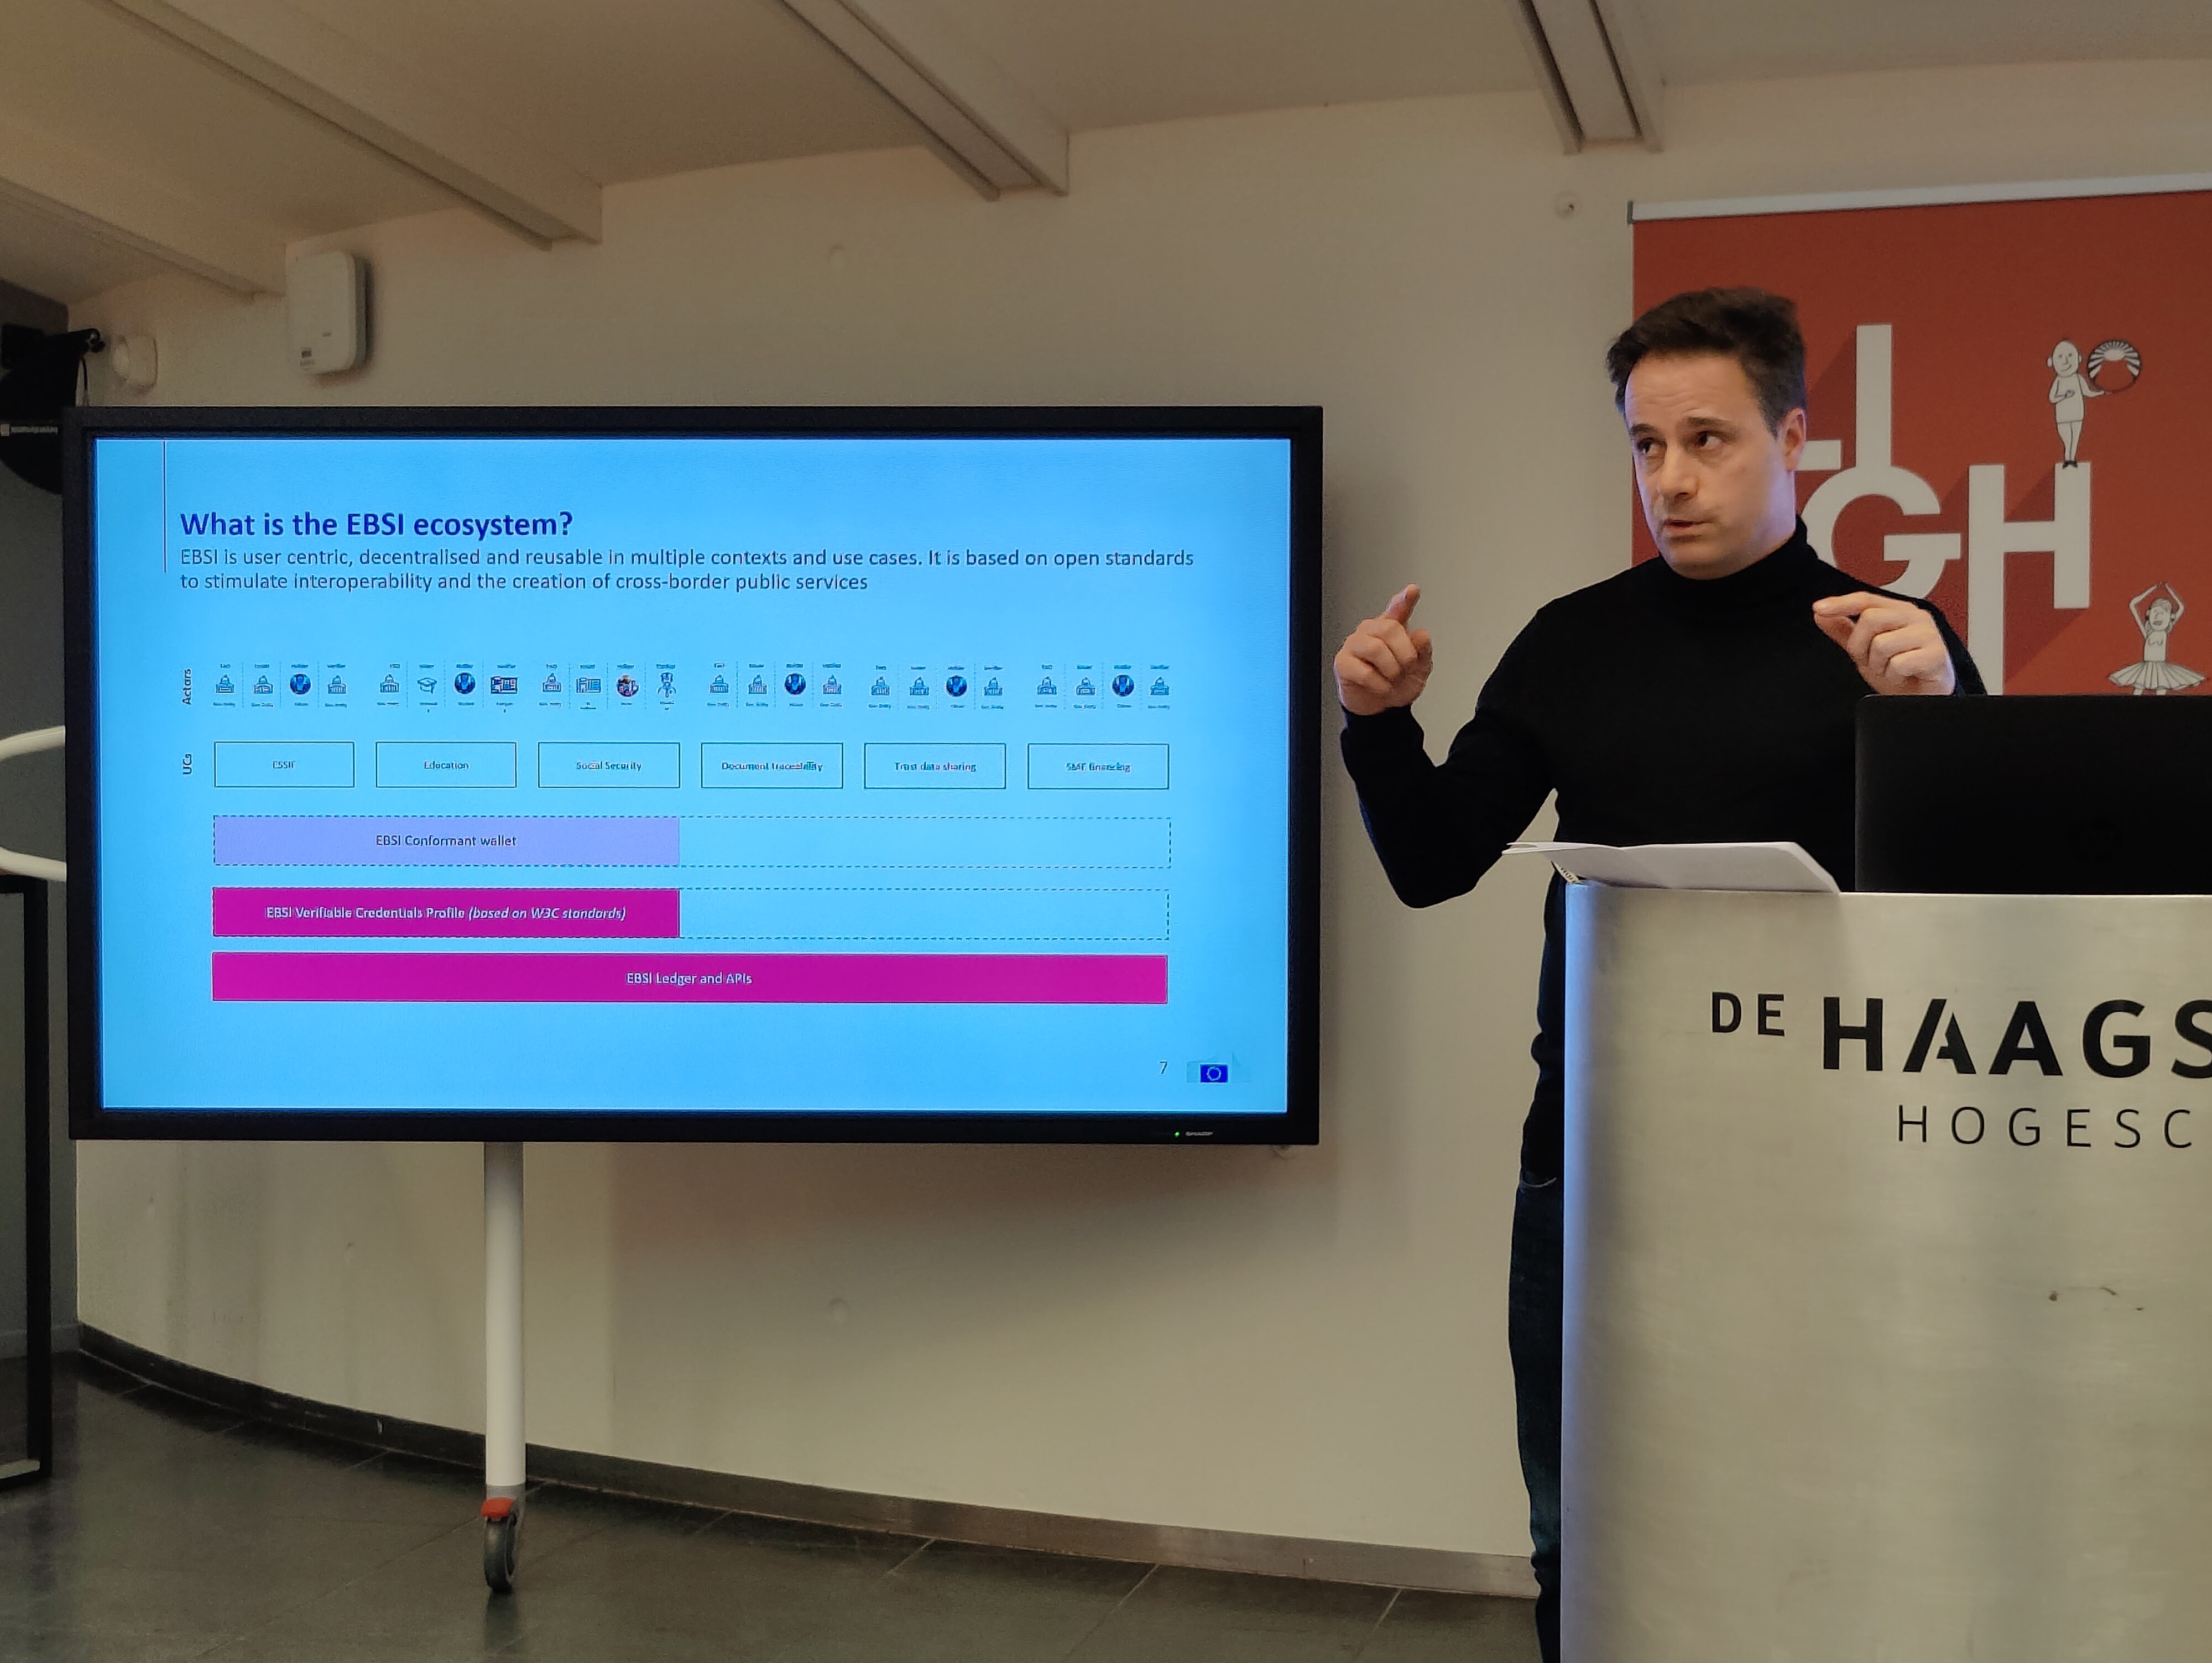 What is the EBSI ecosystem?
EBSI is user centric, decentralised and reusable in multiple contexts and use cases. It is based on open standards
to stimulate interoperability and the creation of cross-border public services
Actors
UCs
ESSIF
Education
Social Security
Document traceability
Trust data sharing
SME financing
EBSI Conformant wallet
EBSI Verifiable Credentials Profile (based on W3C standards)
EBSI Ledger and APIs
7
SHARP
LI
GH
DE HAAGS
HOGESC